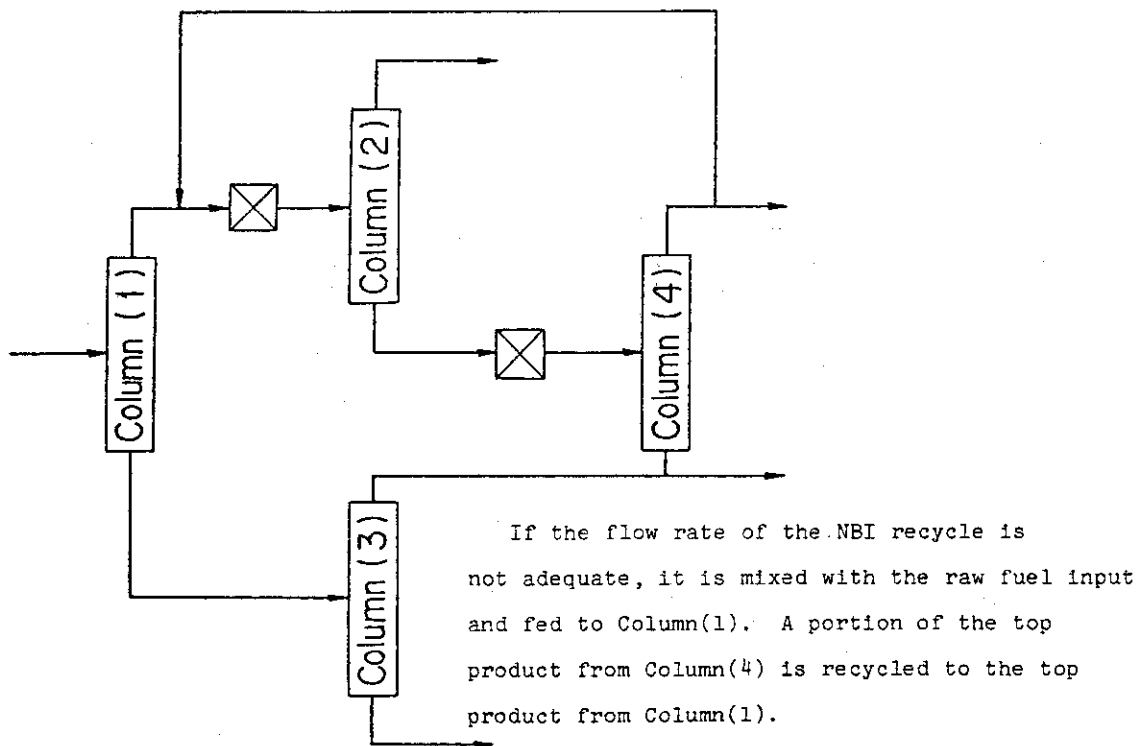 Column (2)
Column (1)
Column (4)
Column (3)
If the flow rate of the NBI recycle is
not adequate, it is mixed with the raw fuel input
and fed to Column(1). A portion of the top
product from Column(4) is recycled to the top
product from Column(1).